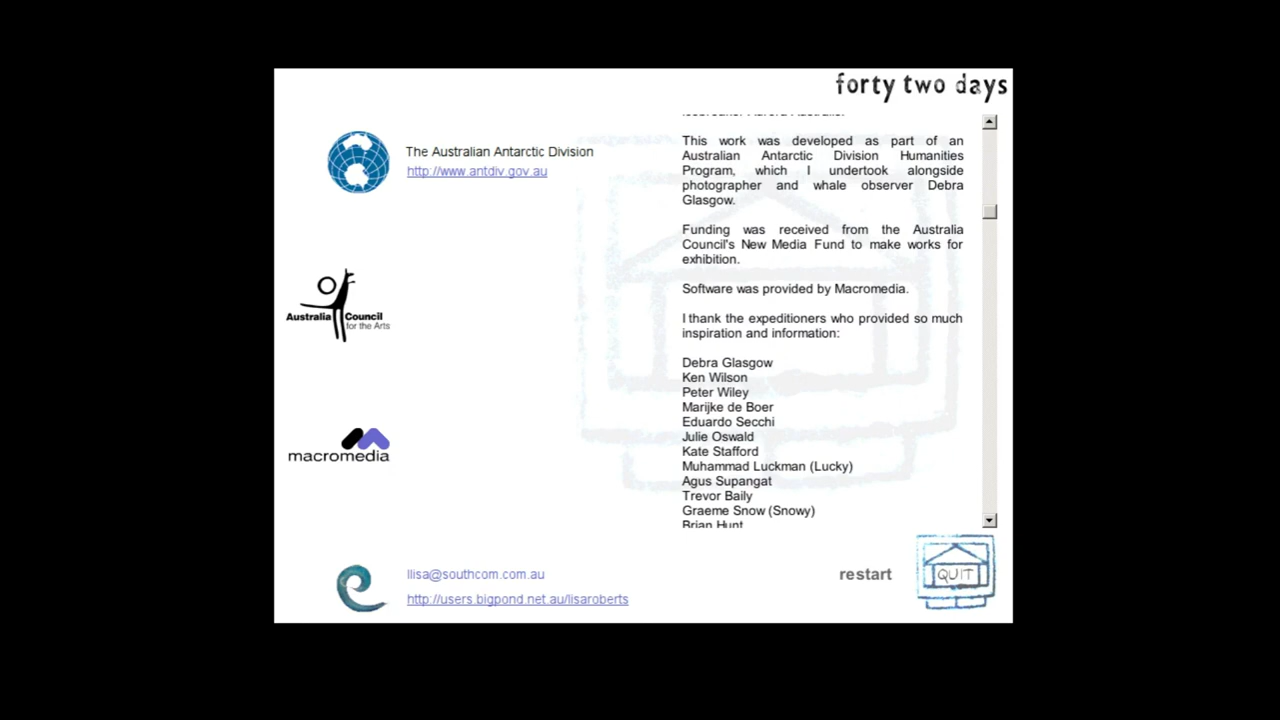 forty two days
The Australian Antarctic Division
http://www.antdiv.gov.au
Australia Council
for the Arts
macromedia
This work was developed as part of an
Australian Antarctic Division Humanities
Program, which I undertook alongside
photographer and whale observer Debra
Glasgow.
Funding was received from the Australia
Council's New Media Fund to make works for
exhibition.
Software was provided by Macromedia.
I thank the expeditioners who provided so much
inspiration and information:
Debra Glasgow
Ken Wilson
Peter Wiley
Marijke de Boer
Eduardo Secchi
Julie Oswald
Kate Stafford
Muhammad Luckman (Lucky)
Agus Supangat
Trevor Baily
Graeme Snow (Snowy)
Brian Hunt
llisa@southcom.com.au
http://users.bigpond.net.au/lisaroberts
restart
QUIT